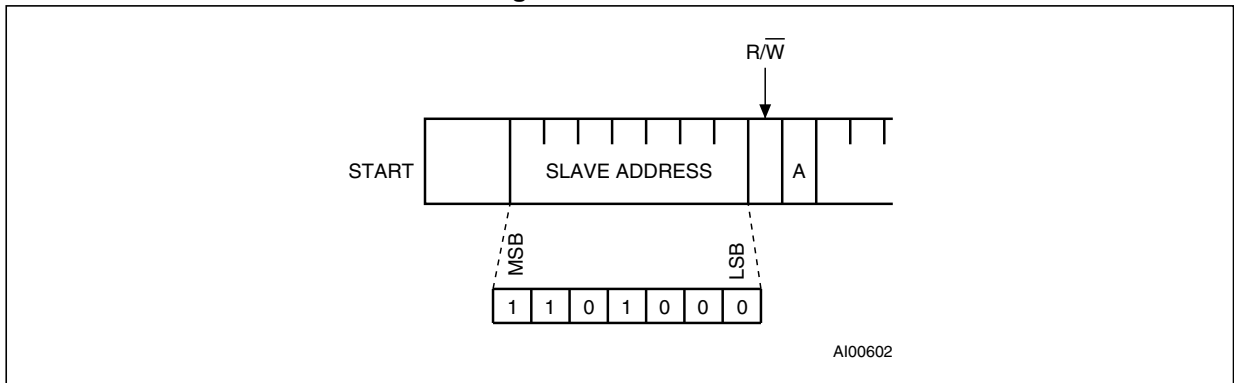 R/W̅
START
SLAVE ADDRESS
A
MSB
LSB
1 1 0 1 0 0 0
AI00602